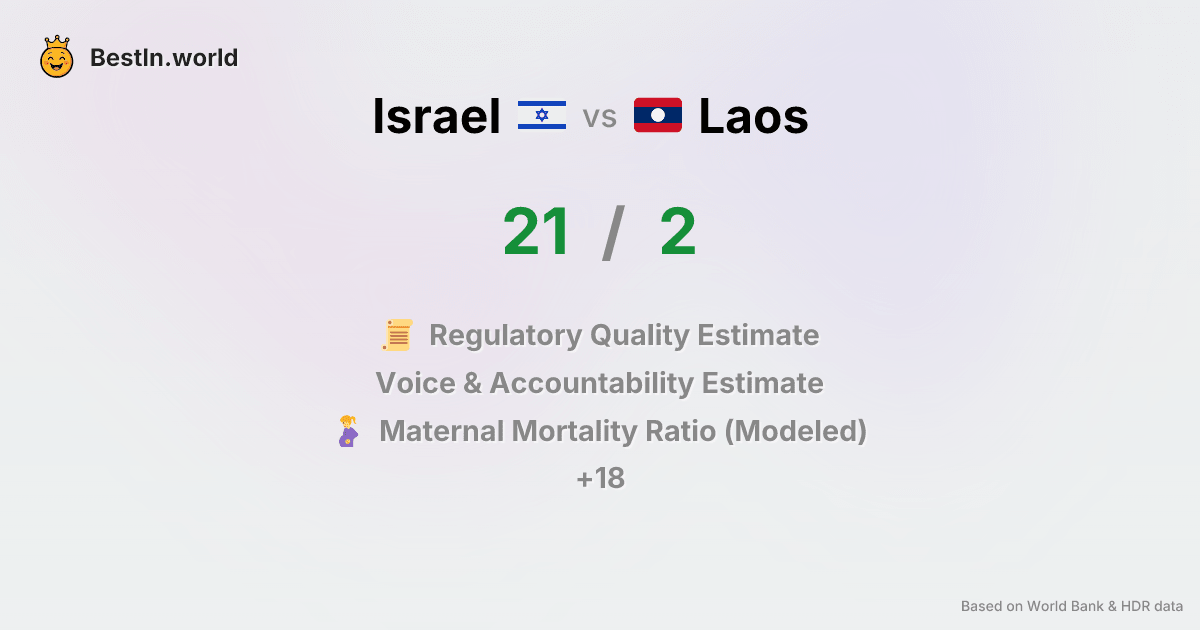 BestIn.world
Israel vs Laos
21 / 2
Regulatory Quality Estimate
Voice & Accountability Estimate
Maternal Mortality Ratio (Modeled)
+18
Based on World Bank & HDR data